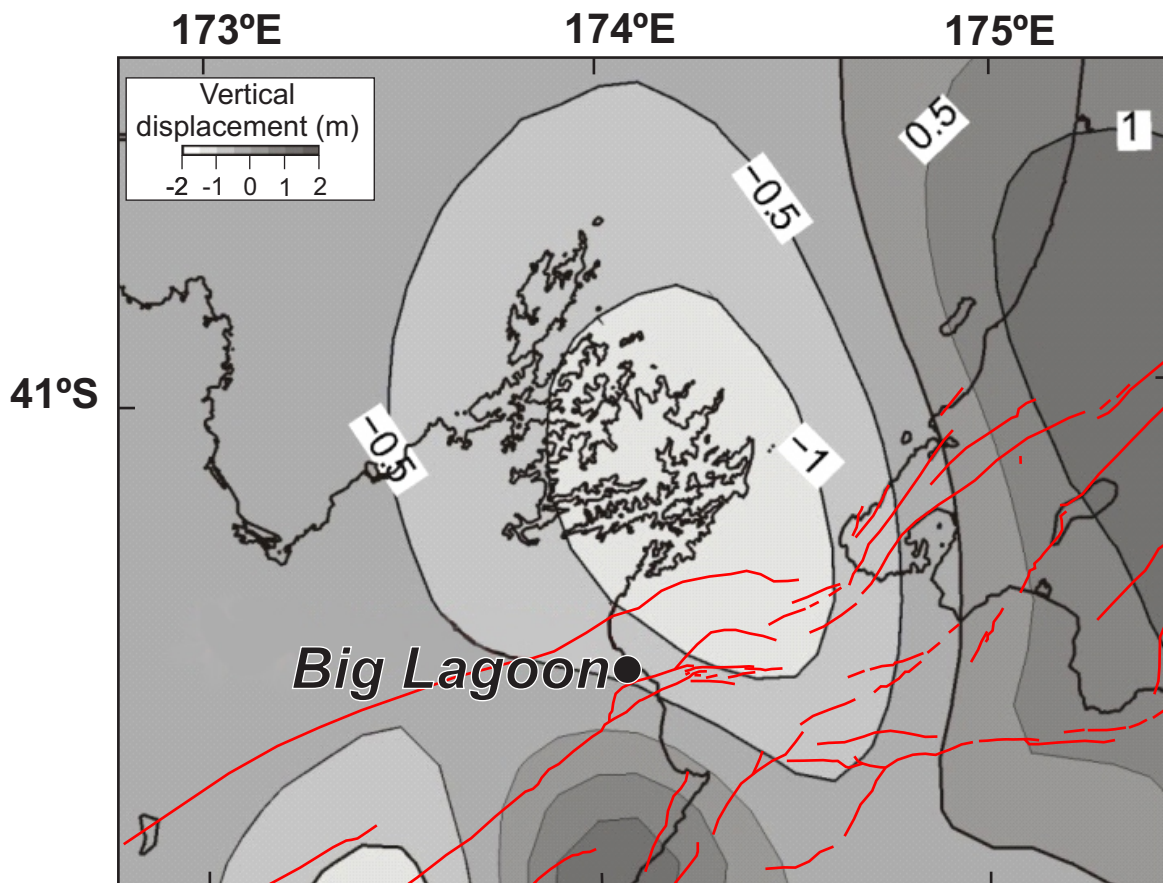 173ºE 174ºE 175ºE
Vertical
displacement (m)
-2 -1 0 1 2
0.5
1
−0.5
41ºS
−0.5
−1
Big Lagoon